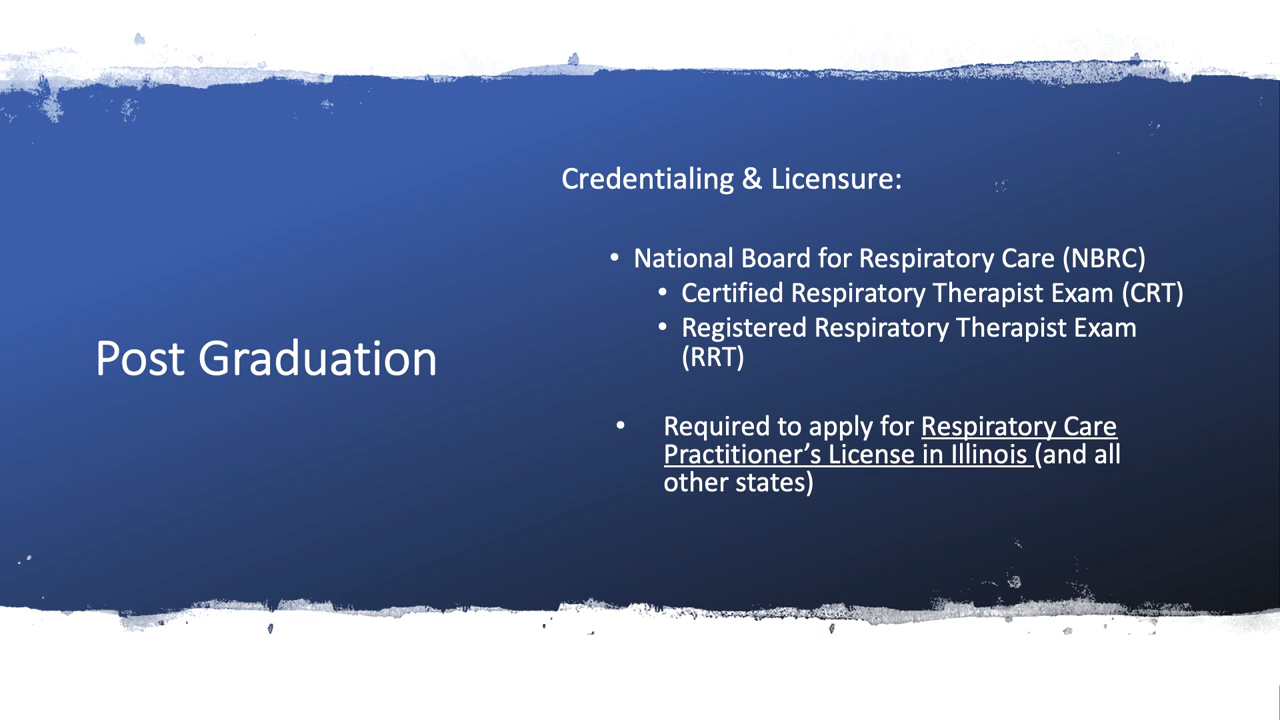 Post Graduation
Credentialing & Licensure:
• National Board for Respiratory Care (NBRC)
• Certified Respiratory Therapist Exam (CRT)
• Registered Respiratory Therapist Exam
(RRT)
• Required to apply for Respiratory Care
Practitioner’s License in Illinois (and all
other states)